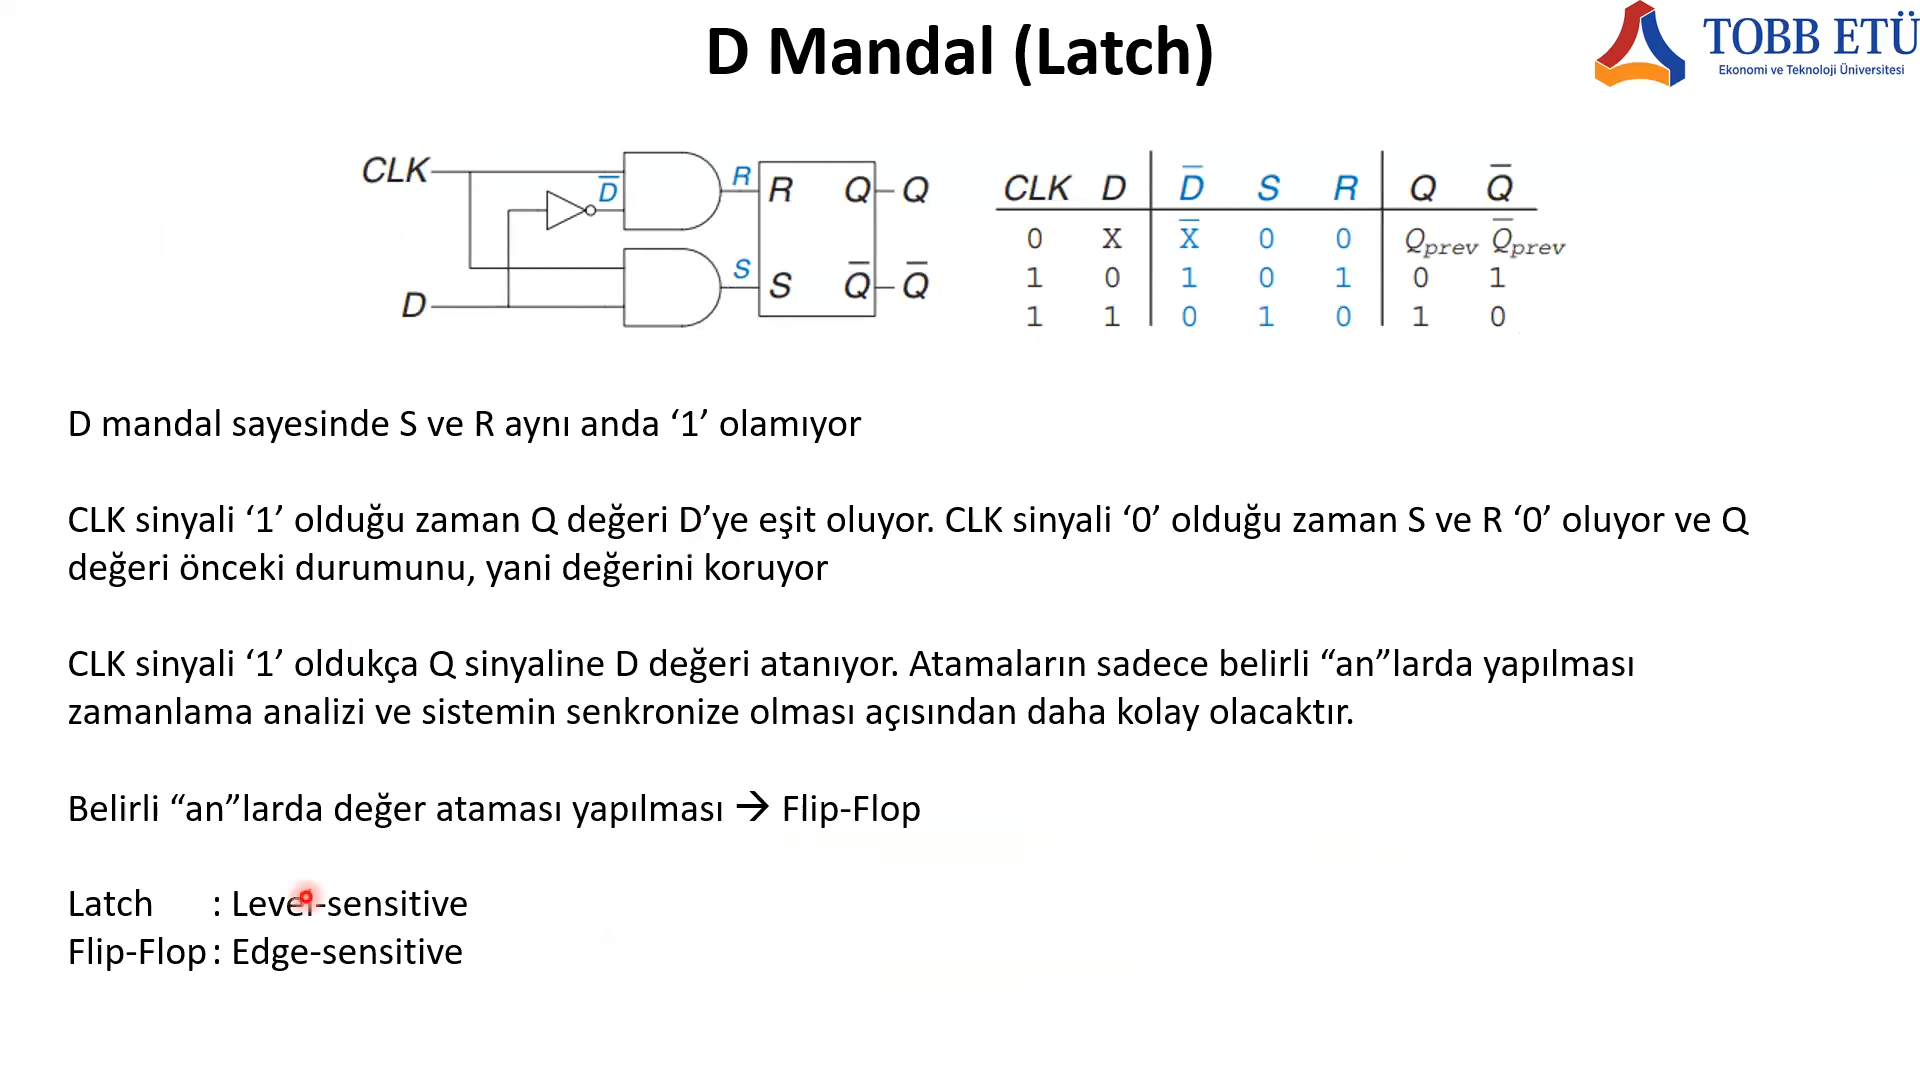 D Mandal (Latch)
TOBB ETÜ
Ekonomi ve Teknoloji Üniversitesi
CLK
D̅
R
R
Q
Q
S
S
Q̅
Q̅
D
CLK D D̅ S R Q Q̅
0 X X̅ 0 0 Qprev Q̅prev
1 0 1 0 1 0 1
1 1 0 1 0 1 0
D mandal sayesinde S ve R aynı anda ‘1’ olamıyor
CLK sinyali ‘1’ olduğu zaman Q değeri D’ye eşit oluyor. CLK sinyali ‘0’ olduğu zaman S ve R ‘0’ oluyor ve Q
değeri önceki durumunu, yani değerini koruyor
CLK sinyali ‘1’ oldukça Q sinyaline D değeri atanıyor. Atamaların sadece belirli “an”larda yapılması
zamanlama analizi ve sistemin senkronize olması açısından daha kolay olacaktır.
Belirli “an”larda değer ataması yapılması → Flip-Flop
Latch : Level-sensitive
Flip-Flop : Edge-sensitive